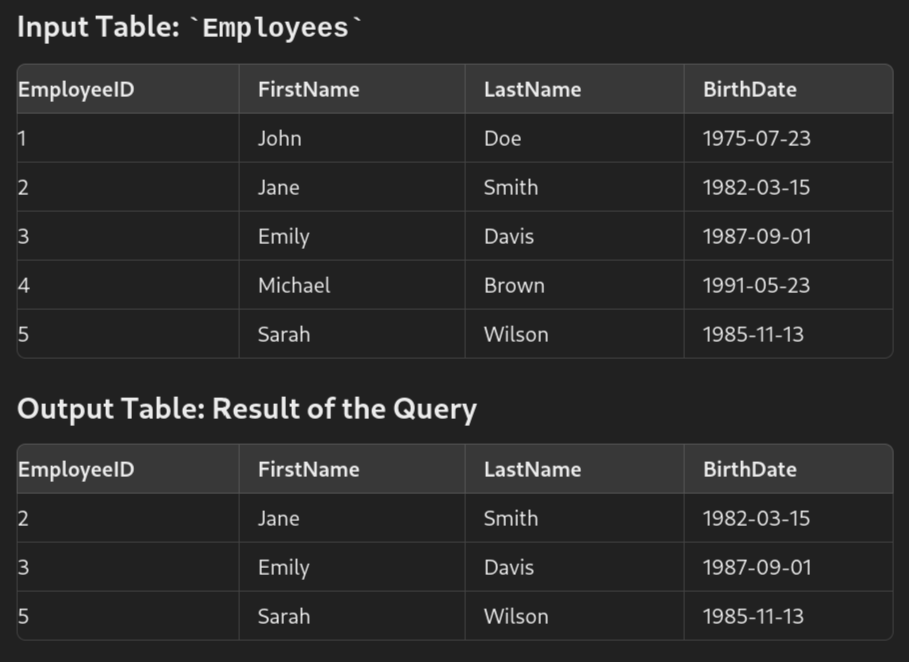 Input Table: `Employees`
EmployeeID FirstName LastName BirthDate
1 John Doe 1975-07-23
2 Jane Smith 1982-03-15
3 Emily Davis 1987-09-01
4 Michael Brown 1991-05-23
5 Sarah Wilson 1985-11-13
Output Table: Result of the Query
EmployeeID FirstName LastName BirthDate
2 Jane Smith 1982-03-15
3 Emily Davis 1987-09-01
5 Sarah Wilson 1985-11-13